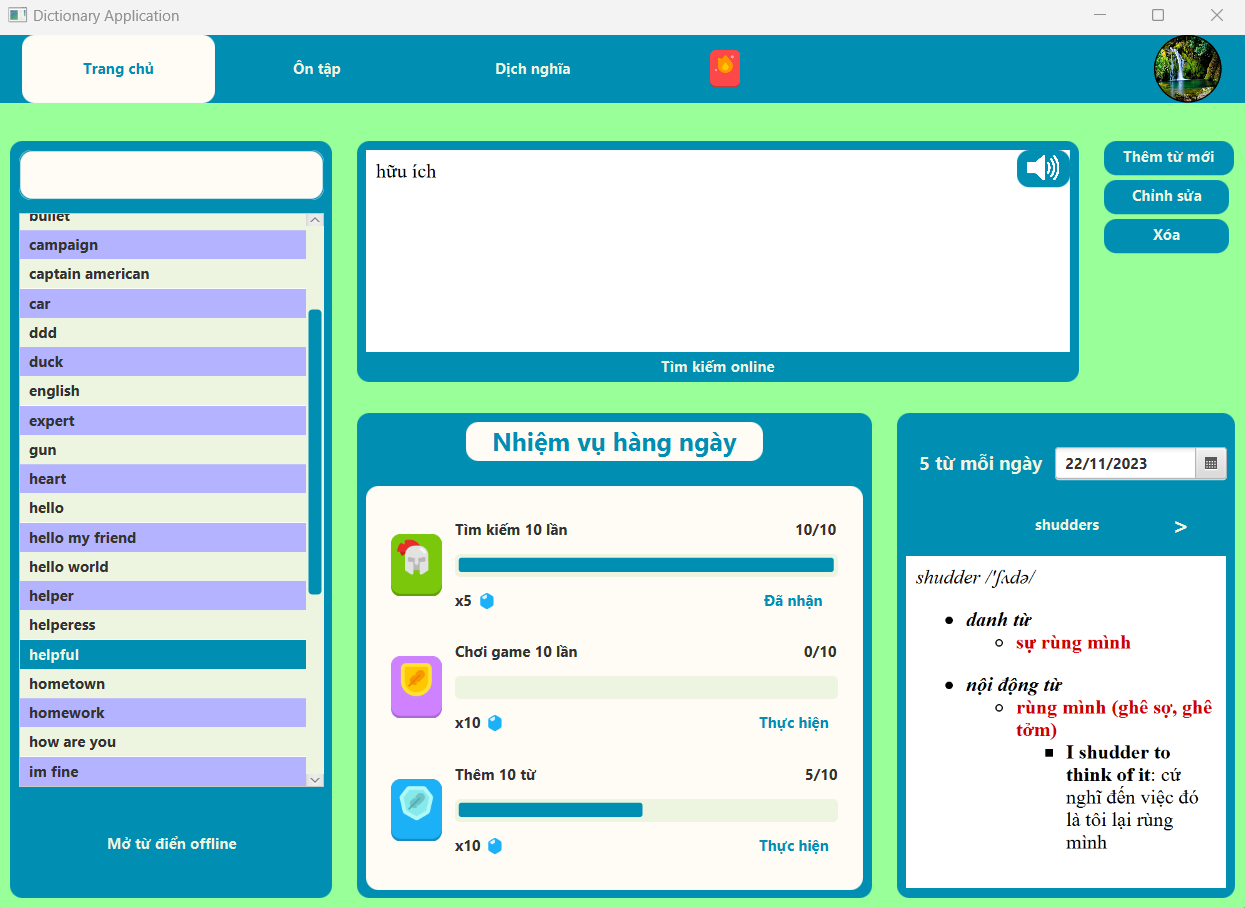 Dictionary Application
Trang chủ
Ôn tập
Dịch nghĩa
bullet
campaign
captain american
car
ddd
duck
english
expert
gun
heart
hello
hello my friend
hello world
helper
helperess
helpful
hometown
homework
how are you
im fine
Mở từ điển offline
hữu ích
Tìm kiếm online
Thêm từ mới
Chỉnh sửa
Xóa
Nhiệm vụ hàng ngày
Tìm kiếm 10 lần 10/10
x5 Đã nhận
Chơi game 10 lần 0/10
x10 Thực hiện
Thêm 10 từ 5/10
x10 Thực hiện
5 từ mỗi ngày 22/11/2023
shudders >
shudder /'ʃʌdə/
danh từ
sự rùng mình
nội động từ
rùng mình (ghê sợ, ghê
tởm)
I shudder to
think of it: cứ
nghĩ đến việc đó
là tôi lại rùng
mình